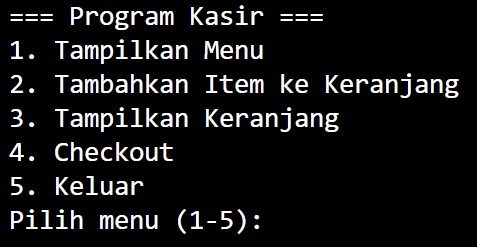 === Program Kasir ===
1. Tampilkan Menu
2. Tambahkan Item ke Keranjang
3. Tampilkan Keranjang
4. Checkout
5. Keluar
Pilih menu (1-5):